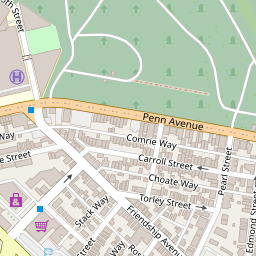 Street
Penn Avenue
Comrie Way
Way
Carroll Street
Street
Choate Way
Pearl Street
Torley Street
Stack Way
Friendship Avenue
Edmond Street
Street
Way
H